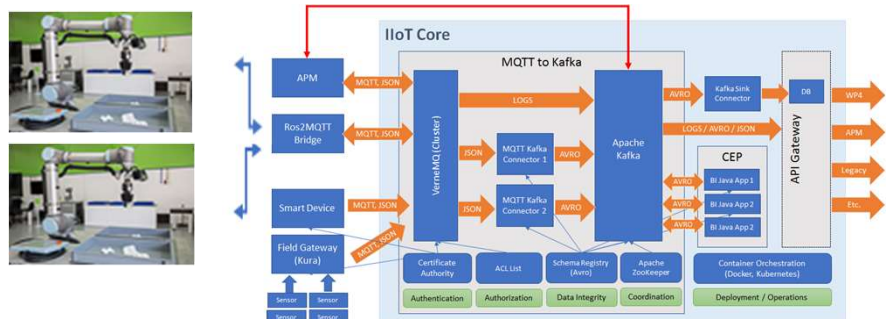 IIoT Core
MQTT to Kafka
APM
Ros2MQTT
Bridge
Smart Device
Field Gateway
(Kura)
Sensor
Sensor
Sensor
Sensor
MQTT, JSON
MQTT, JSON
MQTT, JSON
MQTT, JSON
VerneMQ (Cluster)
LOGS
JSON
MQTT Kafka
Connector 1
AVRO
JSON
MQTT Kafka
Connector 2
AVRO
Apache
Kafka
AVRO
Kafka Sink
Connector
LOGS / AVRO / JSON
CEP
AVRO
BI Java App 1
AVRO
BI Java App 2
AVRO
BI Java App 2
DB
API Gateway
WP4
APM
Legacy
Etc.
Certificate
Authority
ACL List
Schema Registry
(Avro)
Apache
ZooKeeper
Container Orchestration
(Docker, Kubernetes)
Authentication
Authorization
Data Integrity
Coordination
Deployment / Operations